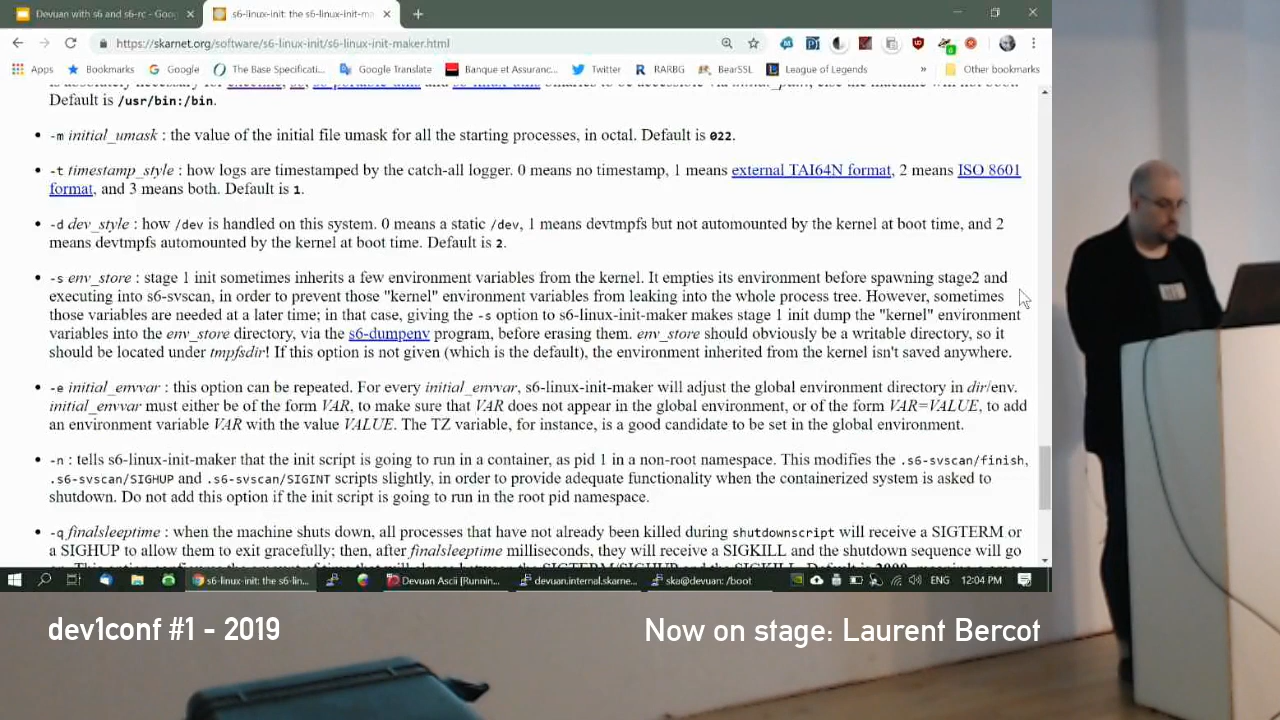 Devuan with s6 and s6-rc - Goo
s6-linux-init: the s6-linux-init-ma
https://skarnet.org/software/s6-linux-init/s6-linux-init-maker.html
Apps Bookmarks Google The Base Specificati... Google Translate Banque et Assuranc... Twitter RARBG BearSSL League of Legends » Other bookmarks
Default is /usr/bin:/bin.
• -m initial_umask : the value of the initial file umask for all the starting processes, in octal. Default is 022.
• -t timestamp_style : how logs are timestamped by the catch-all logger. 0 means no timestamp, 1 means external TAI64N format, 2 means ISO 8601
format, and 3 means both. Default is 1.
• -d dev_style : how /dev is handled on this system. 0 means a static /dev, 1 means devtmpfs but not automounted by the kernel at boot time, and 2
means devtmpfs automounted by the kernel at boot time. Default is 2.
• -s env_store : stage 1 init sometimes inherits a few environment variables from the kernel. It empties its environment before spawning stage2 and
executing into s6-svscan, in order to prevent those "kernel" environment variables from leaking into the whole process tree. However, sometimes
those variables are needed at a later time; in that case, giving the -s option to s6-linux-init-maker makes stage 1 init dump the "kernel" environment
variables into the env_store directory, via the s6-dumpenv program, before erasing them. env_store should obviously be a writable directory, so it
should be located under tmpfsdir! If this option is not given (which is the default), the environment inherited from the kernel isn't saved anywhere.
• -e initial_envvar : this option can be repeated. For every initial_envvar, s6-linux-init-maker will adjust the global environment directory in dir/env.
initial_envvar must either be of the form VAR, to make sure that VAR does not appear in the global environment, or of the form VAR=VALUE, to add
an environment variable VAR with the value VALUE. The TZ variable, for instance, is a good candidate to be set in the global environment.
• -n : tells s6-linux-init-maker that the init script is going to run in a container, as pid 1 in a non-root namespace. This modifies the .s6-svscan/finish,
.s6-svscan/SIGHUP and .s6-svscan/SIGINT scripts slightly, in order to provide adequate functionality when the containerized system is asked to
shutdown. Do not add this option if the init script is going to run in the root pid namespace.
• -q finalsleeptime : when the machine shuts down, all processes that have not already been killed during shutdownscript will receive a SIGTERM or
a SIGHUP to allow them to exit gracefully; then, after finalsleeptime milliseconds, they will receive a SIGKILL and the shutdown sequence will go
s6-linux-init: the s6-lin... Devuan Ascii [Runnin... devuan.internal.skarne... ska@devuan: /boot ENG 12:04 PM
dev1conf #1 - 2019
Now on stage: Laurent Bercot